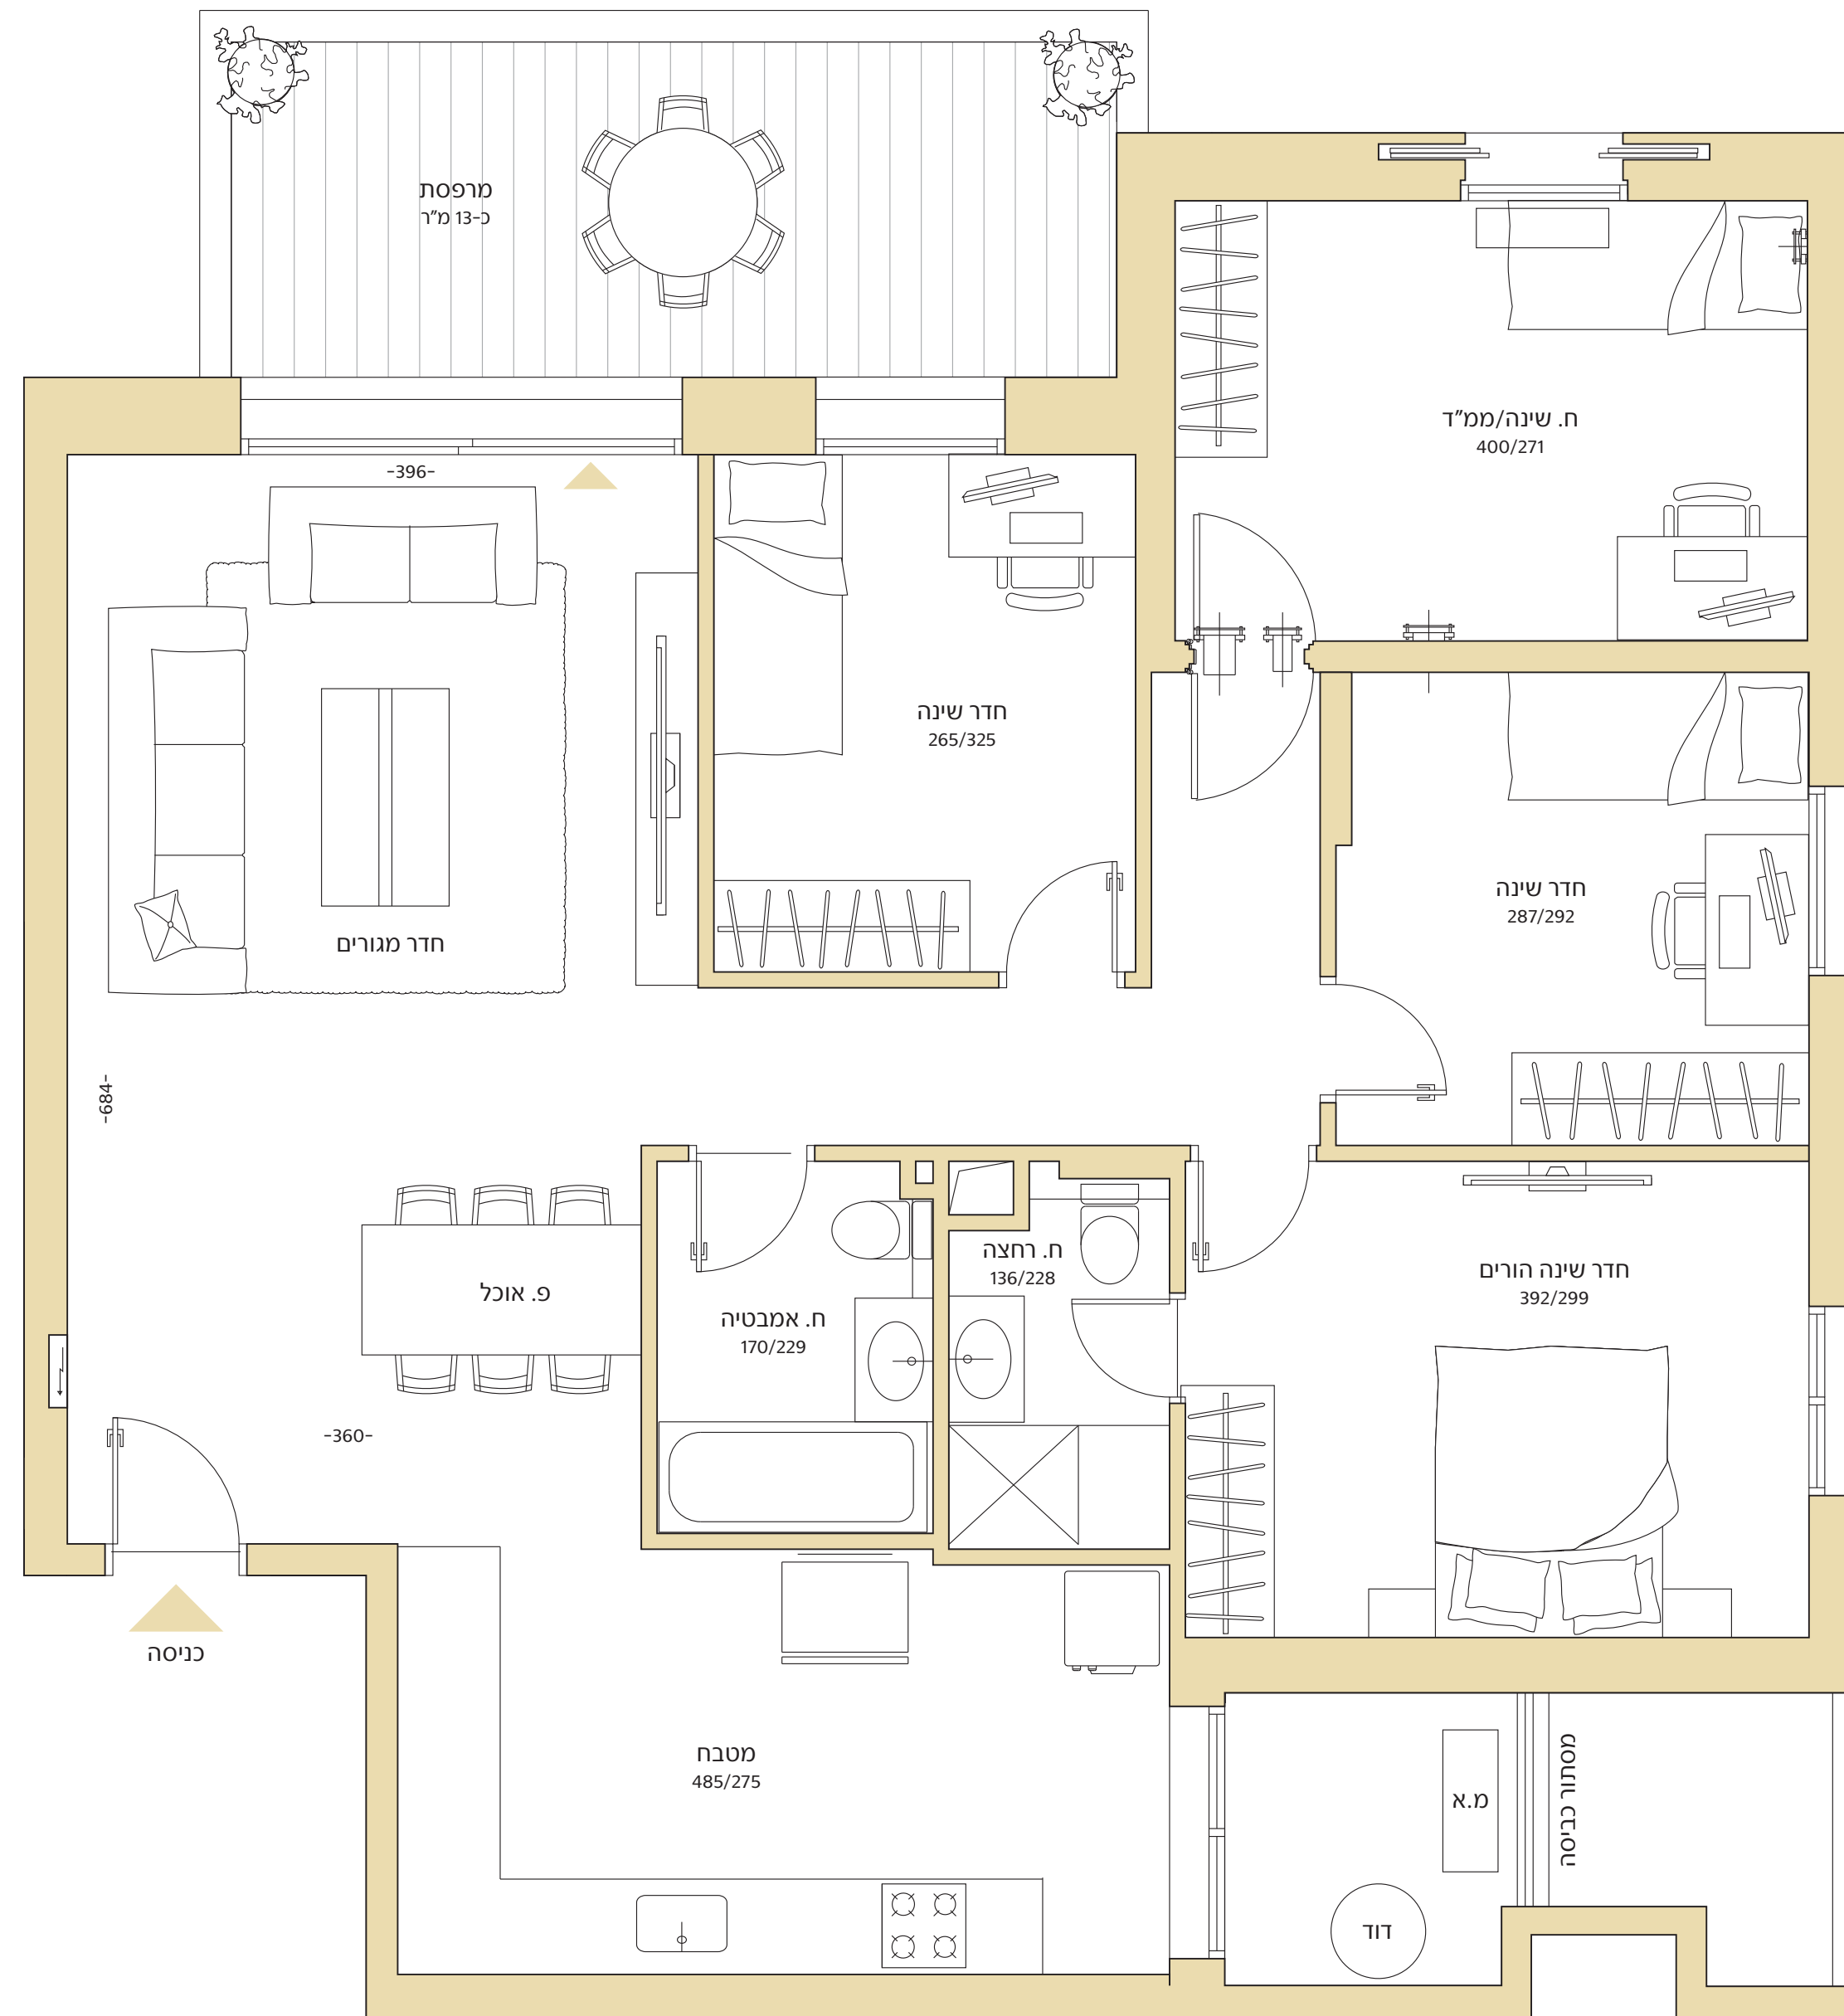 מרפסת
כ-13 מ"ר
ח. שינה/ממ"ד
400/271
-396-
חדר שינה
265/325
חדר שינה
287/292
חדר מגורים
-684-
פ. אוכל
ח. רחצה
136/228
חדר שינה הורים
392/299
ח. אמבטיה
170/229
-360-
כניסה
מטבח
485/275
מ.א
מסתור כביסה
דוד